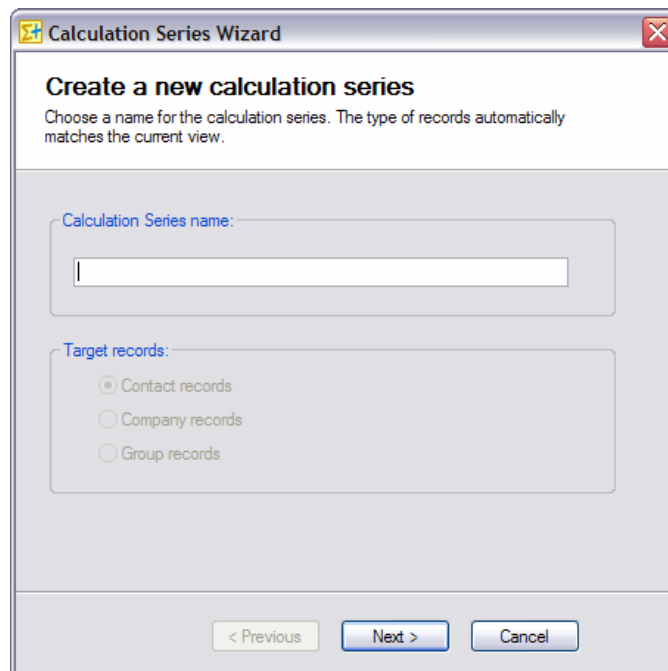 Calculation Series Wizard
Create a new calculation series
Choose a name for the calculation series. The type of records automatically
matches the current view.
Calculation Series name:
Target records:
Contact records
Company records
Group records
< Previous
Next >
Cancel